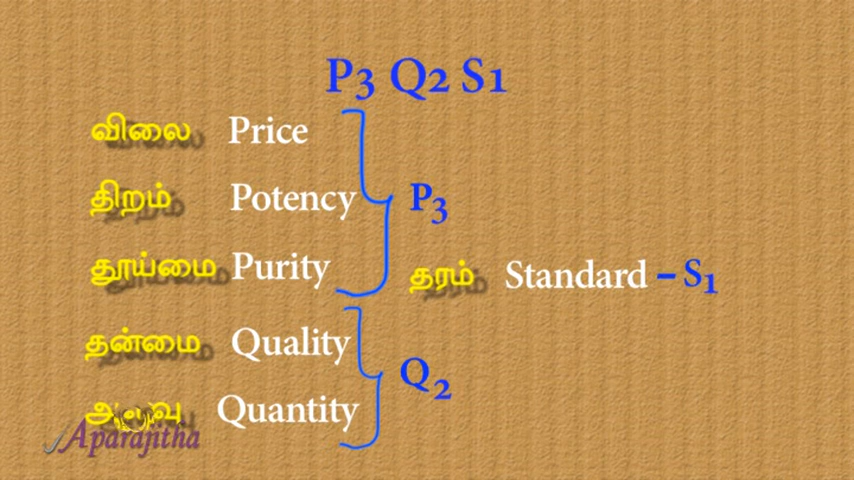 P3 Q2 S1
விலை Price
திறம் Potency
P3
தூய்மை Purity
தரம் Standard – S1
தன்மை Quality
Q2
Quantity
Aparajitha